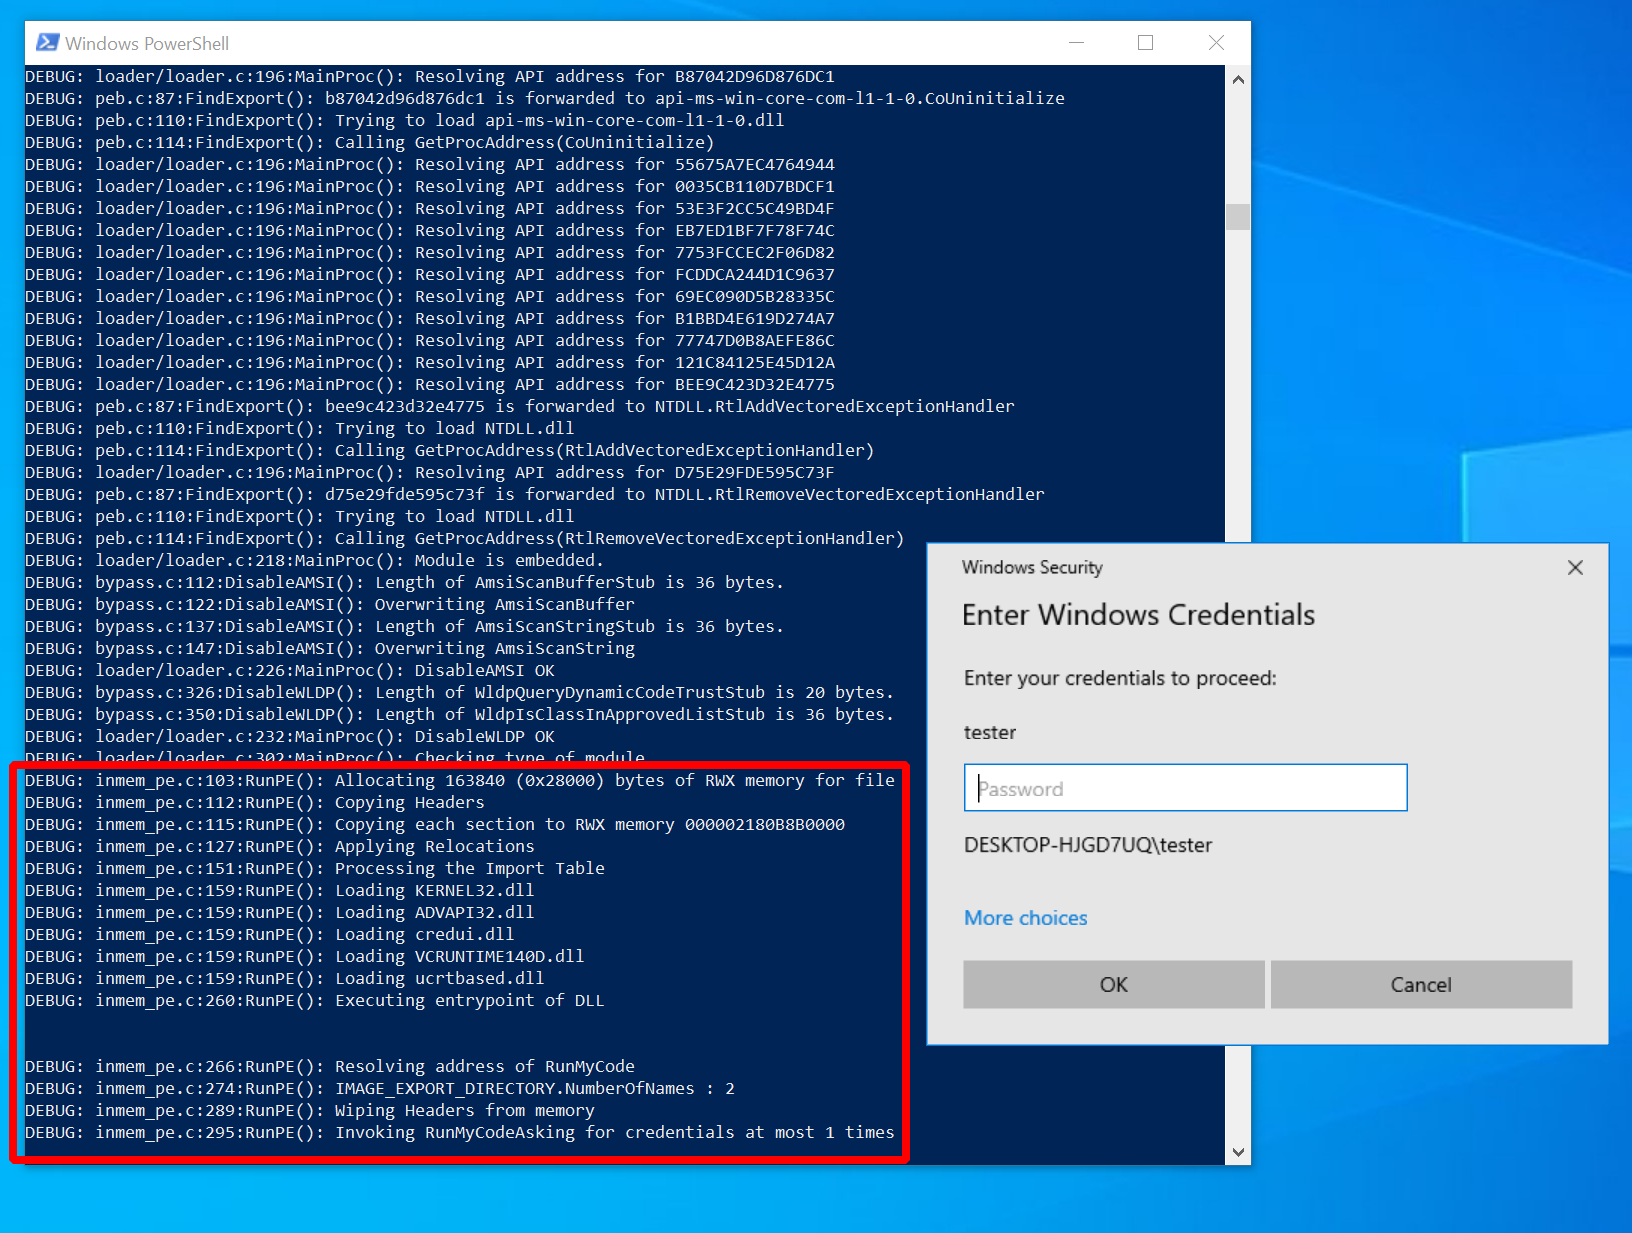 Windows PowerShell
DEBUG: loader/loader.c:196:MainProc(): Resolving API address for B87042D96D876DC1
DEBUG: peb.c:87:FindExport(): b87042d96d876dc1 is forwarded to api-ms-win-core-com-l1-1-0.CoUninitialize
DEBUG: peb.c:110:FindExport(): Trying to load api-ms-win-core-com-l1-1-0.dll
DEBUG: peb.c:114:FindExport(): Calling GetProcAddress(CoUninitialize)
DEBUG: loader/loader.c:196:MainProc(): Resolving API address for 55675A7EC4764944
DEBUG: loader/loader.c:196:MainProc(): Resolving API address for 0035CB110D7BDCF1
DEBUG: loader/loader.c:196:MainProc(): Resolving API address for 53E3F2CC5C49BD4F
DEBUG: loader/loader.c:196:MainProc(): Resolving API address for EB7ED1BF7F78F74C
DEBUG: loader/loader.c:196:MainProc(): Resolving API address for 7753FCCEC2F06D82
DEBUG: loader/loader.c:196:MainProc(): Resolving API address for FCDDCA244D1C9637
DEBUG: loader/loader.c:196:MainProc(): Resolving API address for 69EC090D5B28335C
DEBUG: loader/loader.c:196:MainProc(): Resolving API address for B1BBD4E619D274A7
DEBUG: loader/loader.c:196:MainProc(): Resolving API address for 77747D0B8AEFE86C
DEBUG: loader/loader.c:196:MainProc(): Resolving API address for 121C84125E45D12A
DEBUG: loader/loader.c:196:MainProc(): Resolving API address for BEE9C423D32E4775
DEBUG: peb.c:87:FindExport(): bee9c423d32e4775 is forwarded to NTDLL.RtlAddVectoredExceptionHandler
DEBUG: peb.c:110:FindExport(): Trying to load NTDLL.dll
DEBUG: peb.c:114:FindExport(): Calling GetProcAddress(RtlAddVectoredExceptionHandler)
DEBUG: loader/loader.c:196:MainProc(): Resolving API address for D75E29FDE595C73F
DEBUG: peb.c:87:FindExport(): d75e29fde595c73f is forwarded to NTDLL.RtlRemoveVectoredExceptionHandler
DEBUG: peb.c:110:FindExport(): Trying to load NTDLL.dll
DEBUG: peb.c:114:FindExport(): Calling GetProcAddress(RtlRemoveVectoredExceptionHandler)
DEBUG: loader/loader.c:218:MainProc(): Module is embedded.
DEBUG: bypass.c:112:DisableAMSI(): Length of AmsiScanBufferStub is 36 bytes.
DEBUG: bypass.c:122:DisableAMSI(): Overwriting AmsiScanBuffer
DEBUG: bypass.c:137:DisableAMSI(): Length of AmsiScanStringStub is 36 bytes.
DEBUG: bypass.c:147:DisableAMSI(): Overwriting AmsiScanString
DEBUG: loader/loader.c:226:MainProc(): DisableAMSI OK
DEBUG: bypass.c:326:DisableWLDP(): Length of WldpQueryDynamicCodeTrustStub is 20 bytes.
DEBUG: bypass.c:350:DisableWLDP(): Length of WldpIsClassInApprovedListStub is 36 bytes.
DEBUG: loader/loader.c:232:MainProc(): DisableWLDP OK
DEBUG: loader/loader.c:302:MainProc(): Checking type of module
DEBUG: inmem_pe.c:103:RunPE(): Allocating 163840 (0x28000) bytes of RWX memory for file
DEBUG: inmem_pe.c:112:RunPE(): Copying Headers
DEBUG: inmem_pe.c:115:RunPE(): Copying each section to RWX memory 000002180B8B0000
DEBUG: inmem_pe.c:127:RunPE(): Applying Relocations
DEBUG: inmem_pe.c:151:RunPE(): Processing the Import Table
DEBUG: inmem_pe.c:159:RunPE(): Loading KERNEL32.dll
DEBUG: inmem_pe.c:159:RunPE(): Loading ADVAPI32.dll
DEBUG: inmem_pe.c:159:RunPE(): Loading credui.dll
DEBUG: inmem_pe.c:159:RunPE(): Loading VCRUNTIME140D.dll
DEBUG: inmem_pe.c:159:RunPE(): Loading ucrtbased.dll
DEBUG: inmem_pe.c:260:RunPE(): Executing entrypoint of DLL
DEBUG: inmem_pe.c:266:RunPE(): Resolving address of RunMyCode
DEBUG: inmem_pe.c:274:RunPE(): IMAGE_EXPORT_DIRECTORY.NumberOfNames : 2
DEBUG: inmem_pe.c:289:RunPE(): Wiping Headers from memory
DEBUG: inmem_pe.c:295:RunPE(): Invoking RunMyCodeAsking for credentials at most 1 times
Windows Security
Enter Windows Credentials
Enter your credentials to proceed:
tester
Password
DESKTOP-HJGD7UQ\tester
More choices
OK
Cancel